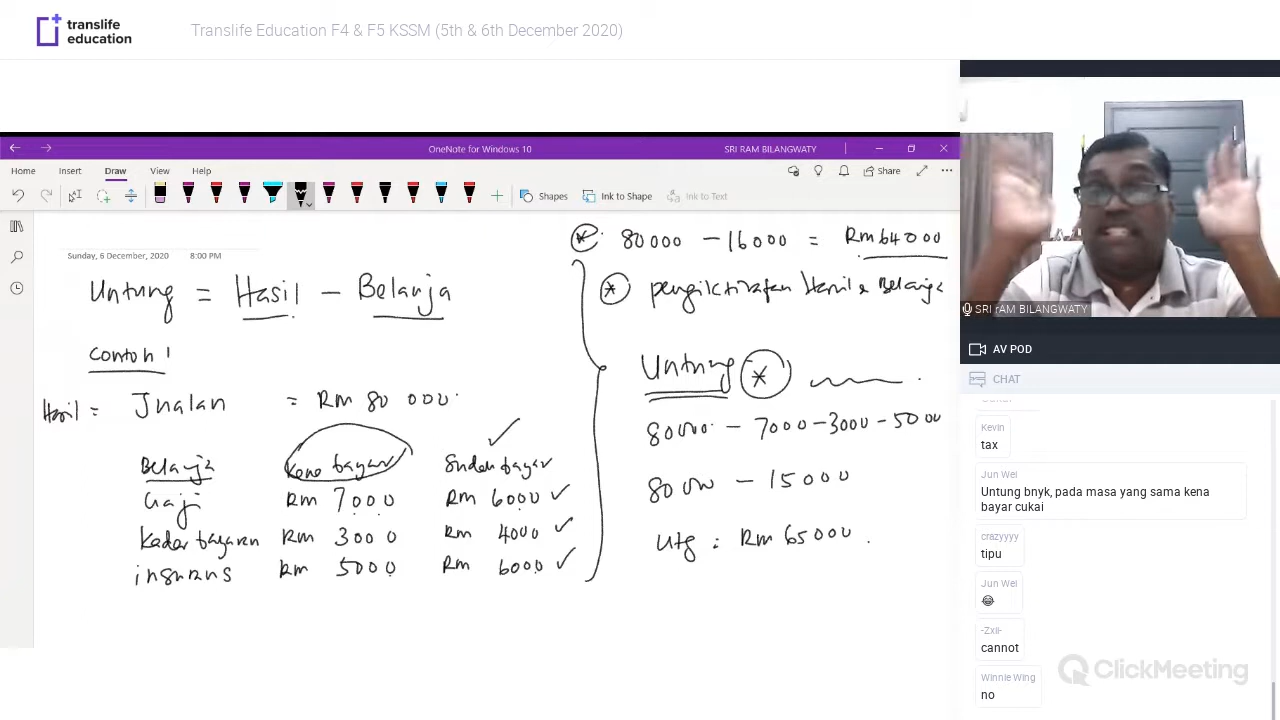 translife
education
Translife Education F4 & F5 KSSM (5th & 6th December 2020)
OneNote for Windows 10
SRI RAM BILANGWATY
Home Insert Draw View Help
Share
Shapes
Ink to Shape
Ink to Text
Sunday, 6 December, 2020 8:00 PM
Untung = Hasil - Belanja
Contoh 1
Hasil = Jualan = RM 80 000.
Belanja Kena bayar Sudah bayar
Gaji RM 7000 RM 6000 ✓
Kadar bayaran RM 3000 RM 4000 ✓
insurans RM 5000 RM 6000 ✓
* 80000 - 16000 = RM 64000
* pengiktirafan Hasil & Belanja
Untung *
80000 - 7000 - 3000 - 5000
80000 - 15000
utg : RM 65000.
SRI rAM BILANGWATY
AV POD
CHAT
Kevin
tax
Jun Wei
Untung bnyk, pada masa yang sama kena
bayar cukai
crazyyyy
tipu
Jun Wei
😂
-Zxii-
cannot
Winnie Wing
no
ClickMeeting